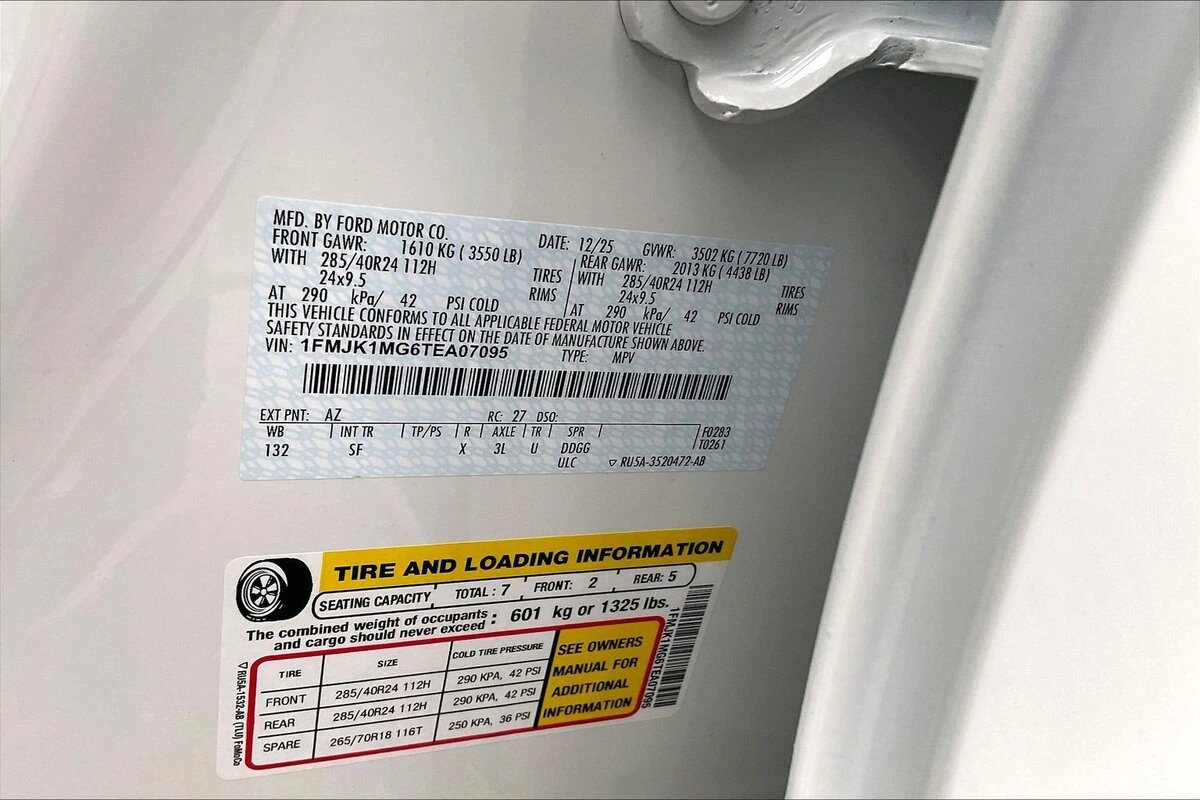 MFD. BY FORD MOTOR CO.
DATE: 12/25 GVWR: 3502 KG ( 7720 LB)
FRONT GAWR: 1610 KG ( 3550 LB) REAR GAWR: 2013 KG ( 4438 LB)
WITH 285/40R24 112H TIRES WITH 285/40R24 112H TIRES
24x9.5 RIMS 24x9.5 RIMS
AT 290 kPa/ 42 PSI COLD AT 290 kPa/ 42 PSI COLD
THIS VEHICLE CONFORMS TO ALL APPLICABLE FEDERAL MOTOR VEHICLE
SAFETY STANDARDS IN EFFECT ON THE DATE OF MANUFACTURE SHOWN ABOVE.
VIN: 1FMJK1MG6TEA07095 TYPE: MPV
EXT PNT: AZ RC: 27 DSO:
WB INT TR TP/PS R AXLE TR SPR F0283
132 SF X 3L U DDGG T0261
ULC ▽ RU5A-3520472-AB
TIRE AND LOADING INFORMATION
SEATING CAPACITY TOTAL : 7 FRONT: 2 REAR: 5
The combined weight of occupants : 601 kg or 1325 lbs.
and cargo should never exceed
TIRE SIZE COLD TIRE PRESSURE
FRONT 285/40R24 112H 290 KPA, 42 PSI
REAR 285/40R24 112H 290 KPA, 42 PSI
SPARE 265/70R18 116T 250 KPA, 36 PSI
SEE OWNERS
MANUAL FOR
ADDITIONAL
INFORMATION
1FMJK1MG6TEA07095
▽ RU5A-1532-AB (TLU) FoMoCo